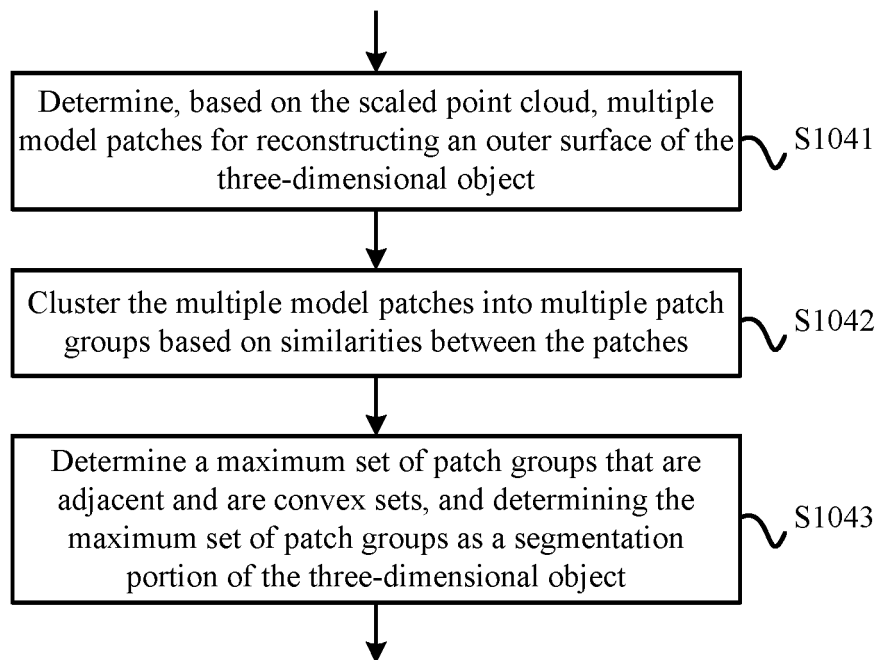 Determine, based on the scaled point cloud, multiple
model patches for reconstructing an outer surface of the
three-dimensional object
S1041
Cluster the multiple model patches into multiple patch
groups based on similarities between the patches
S1042
Determine a maximum set of patch groups that are
adjacent and are convex sets, and determining the
maximum set of patch groups as a segmentation
portion of the three-dimensional object
S1043